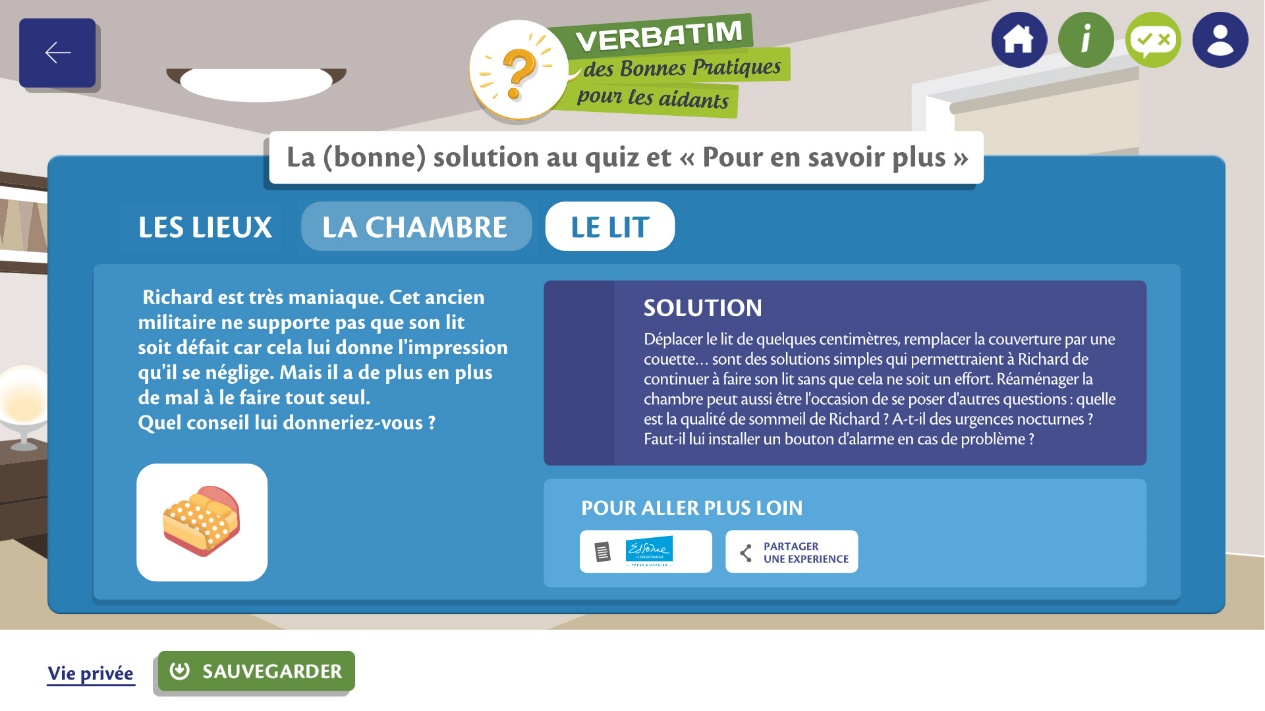 VERBATIM
des Bonnes Pratiques
pour les aidants
La (bonne) solution au quiz et « Pour en savoir plus »
LES LIEUX LA CHAMBRE LE LIT
Richard est très maniaque. Cet ancien
militaire ne supporte pas que son lit
soit défait car cela lui donne l'impression
qu'il se néglige. Mais il a de plus en plus
de mal à le faire tout seul.
Quel conseil lui donneriez-vous ?
SOLUTION
Déplacer le lit de quelques centimètres, remplacer la couverture par une
couette... sont des solutions simples qui permettraient à Richard de
continuer à faire son lit sans que cela ne soit un effort. Réaménager la
chambre peut aussi être l'occasion de se poser d'autres questions : quelle
est la qualité de sommeil de Richard ? A-t-il des urgences nocturnes ?
Faut-il lui installer un bouton d'alarme en cas de problème ?
POUR ALLER PLUS LOIN
Essonne
PARTAGER
UNE EXPERIENCE
Vie privée
SAUVEGARDER